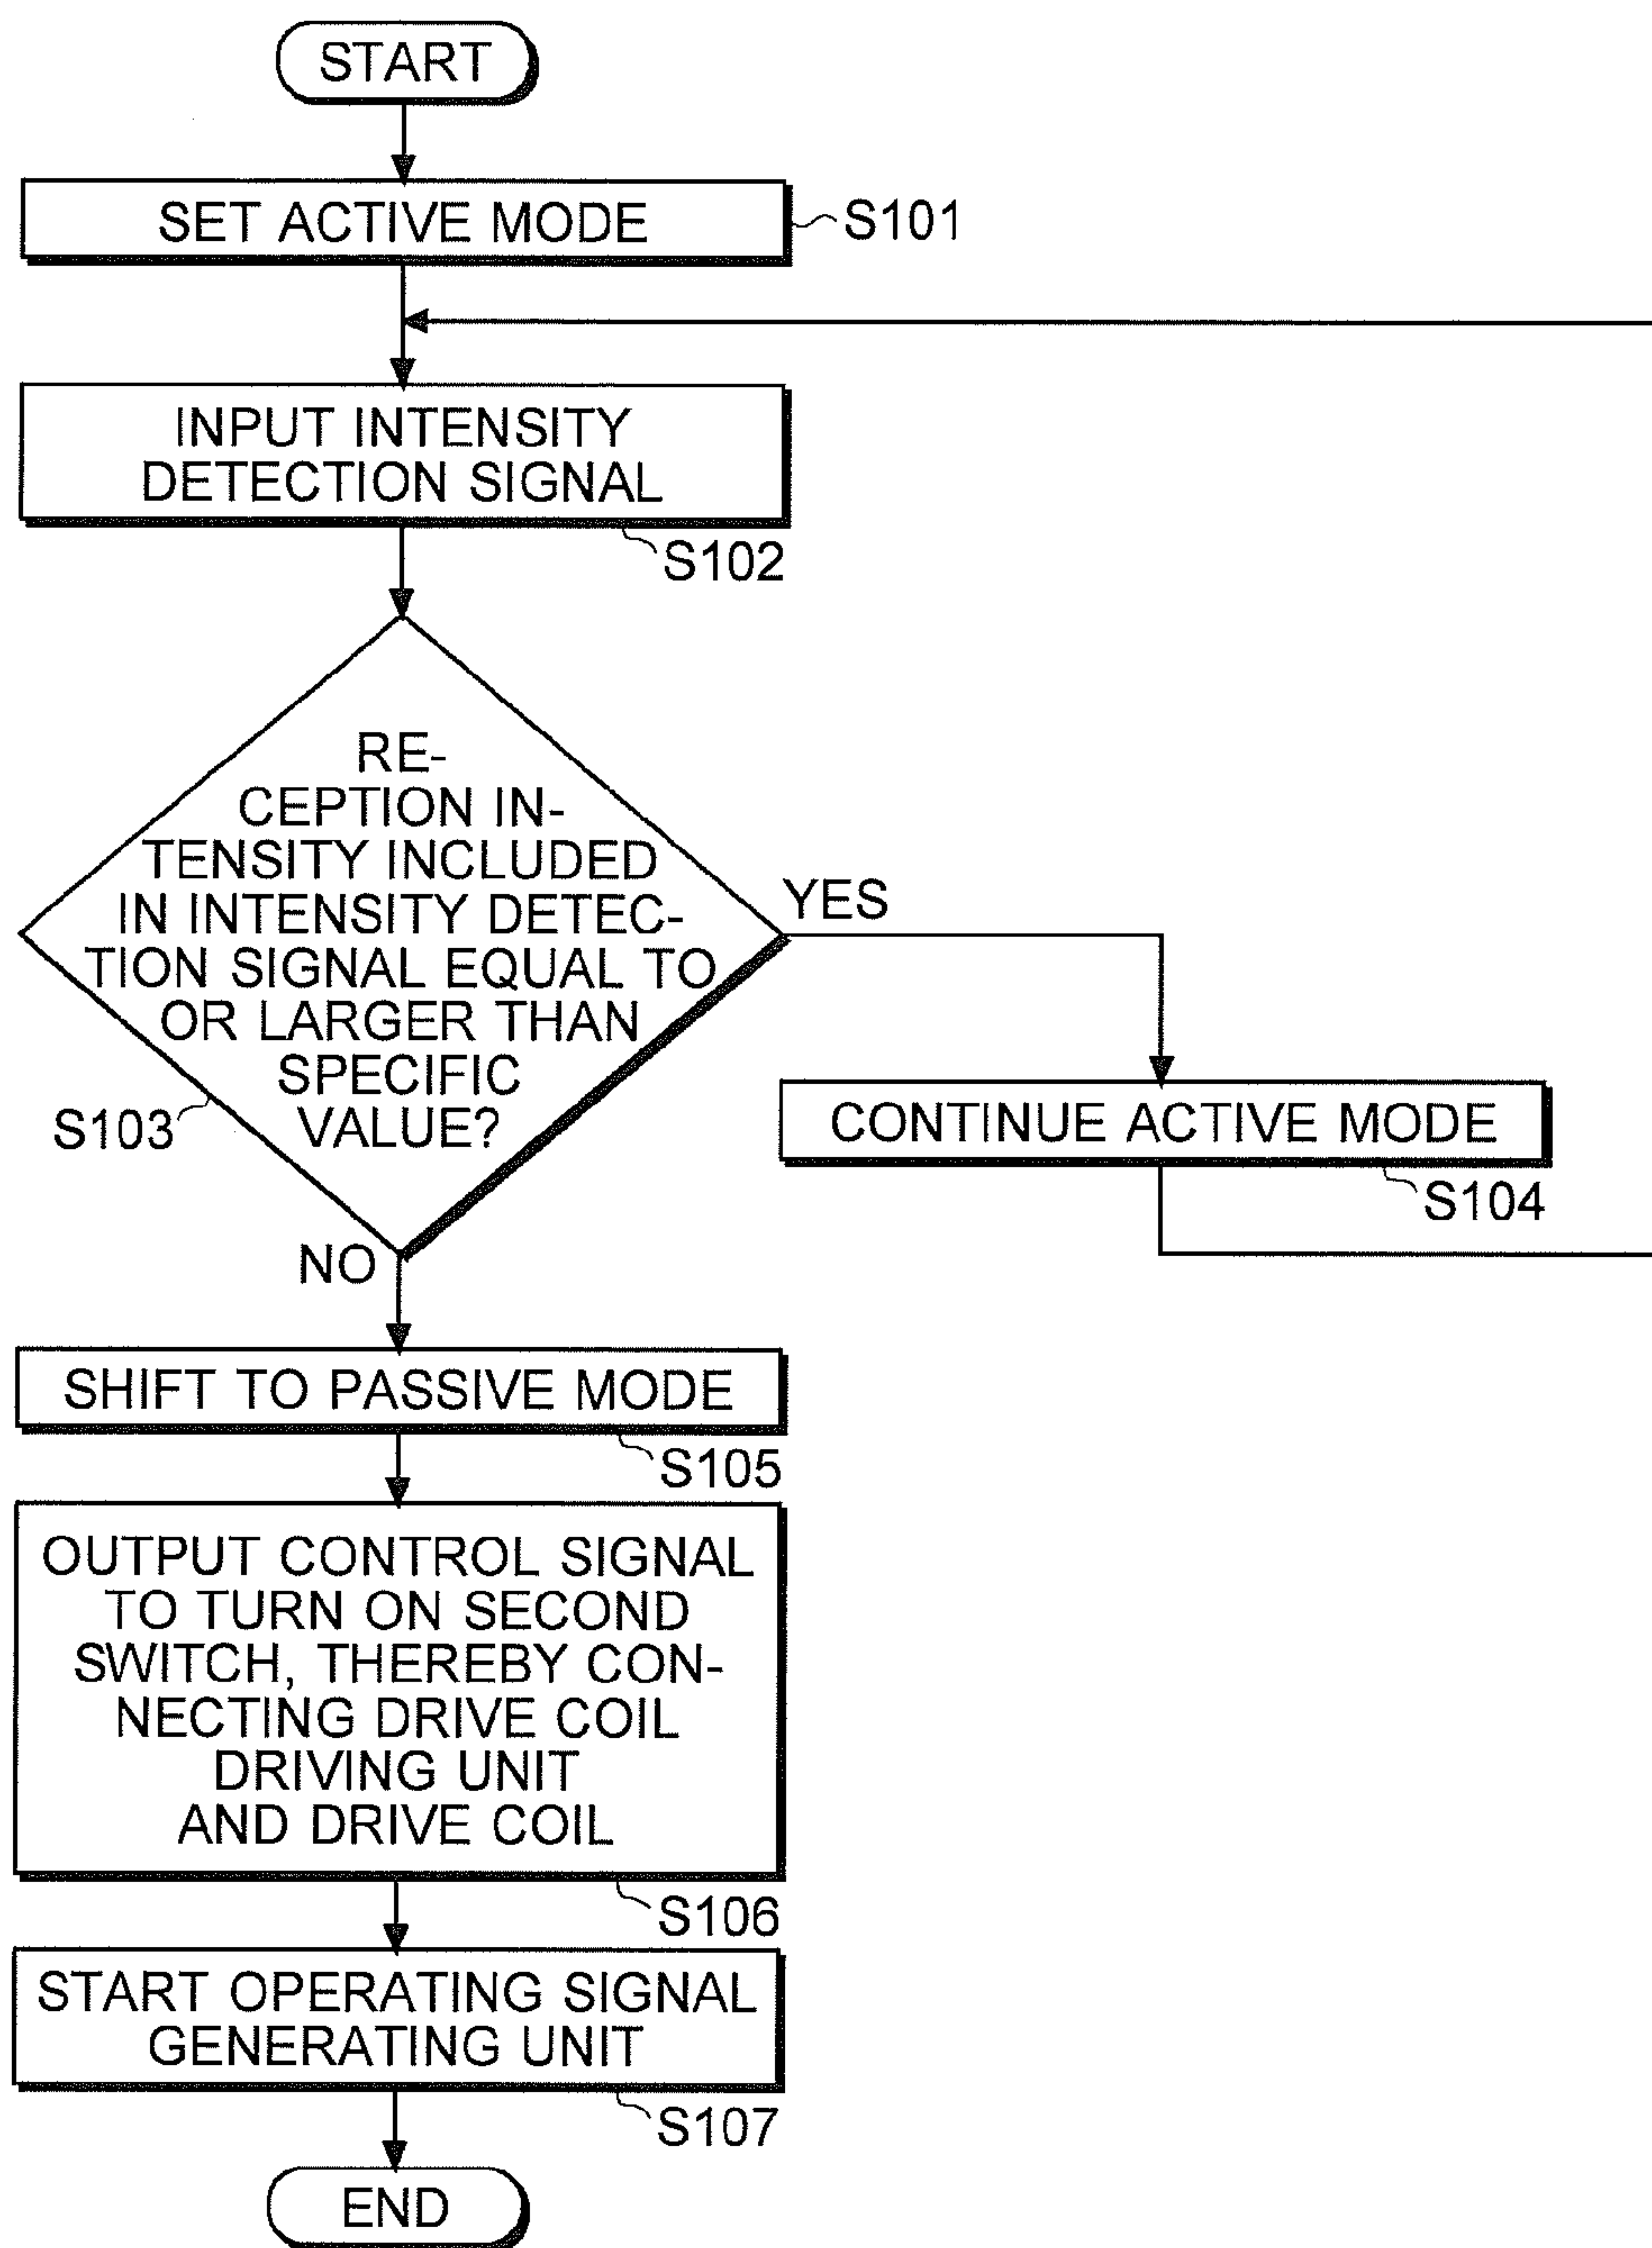 START
SET ACTIVE MODE
S101
INPUT INTENSITY
DETECTION SIGNAL
S102
RE-
CEPTION IN-
TENSITY INCLUDED
IN INTENSITY DETEC-
TION SIGNAL EQUAL TO
OR LARGER THAN
SPECIFIC
VALUE?
S103
YES
CONTINUE ACTIVE MODE
S104
NO
SHIFT TO PASSIVE MODE
S105
OUTPUT CONTROL SIGNAL
TO TURN ON SECOND
SWITCH, THEREBY CON-
NECTING DRIVE COIL
DRIVING UNIT
AND DRIVE COIL
S106
START OPERATING SIGNAL
GENERATING UNIT
S107
END